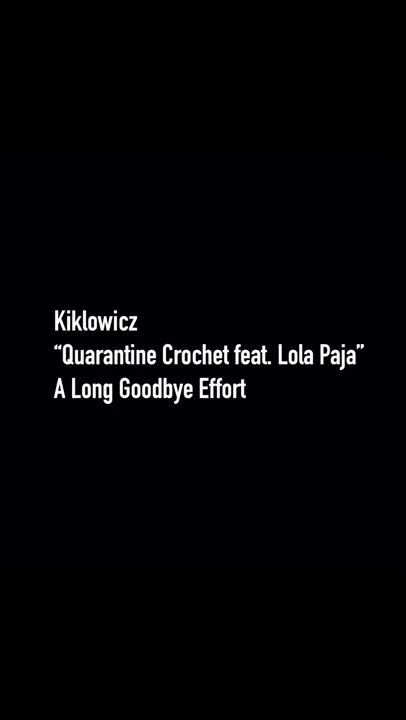 Kiklowicz
“Quarantine Crochet feat. Lola Paja”
A Long Goodbye Effort